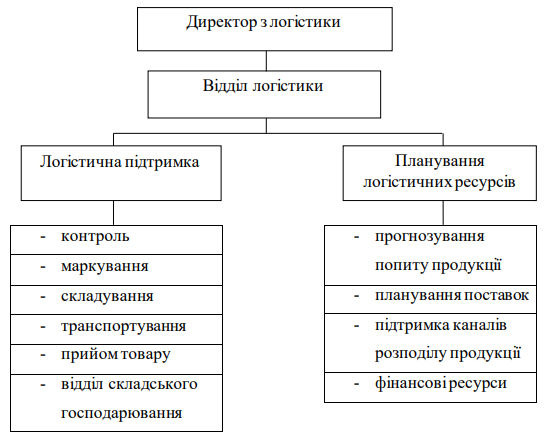 Директор з логістики
Відділ логістики
Логістична підтримка
- контроль
- маркування
- складування
- транспортування
- прийом товару
- відділ складського
господарювання
Планування
логістичних ресурсів
- прогнозування
попиту продукції
- планування поставок
- підтримка каналів
розподілу продукції
- фінансові ресурси